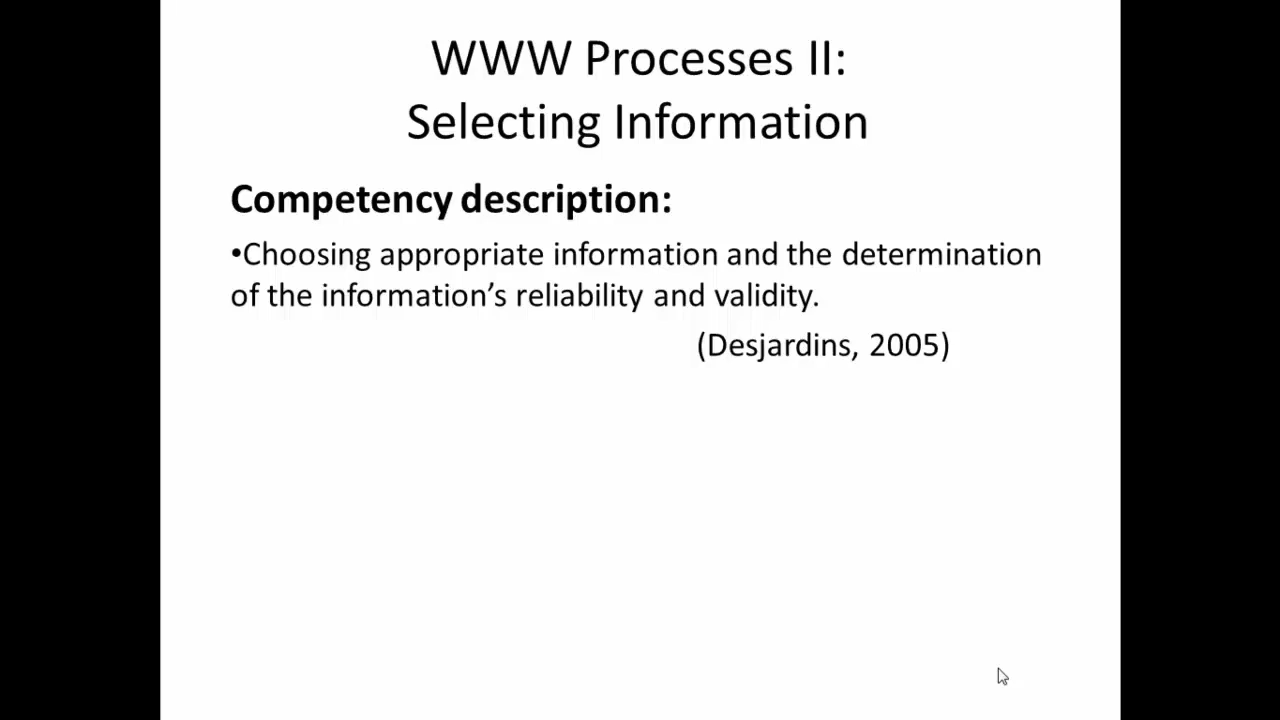 WWW Processes II:
Selecting Information
Competency description:
•Choosing appropriate information and the determination
of the information’s reliability and validity.
(Desjardins, 2005)